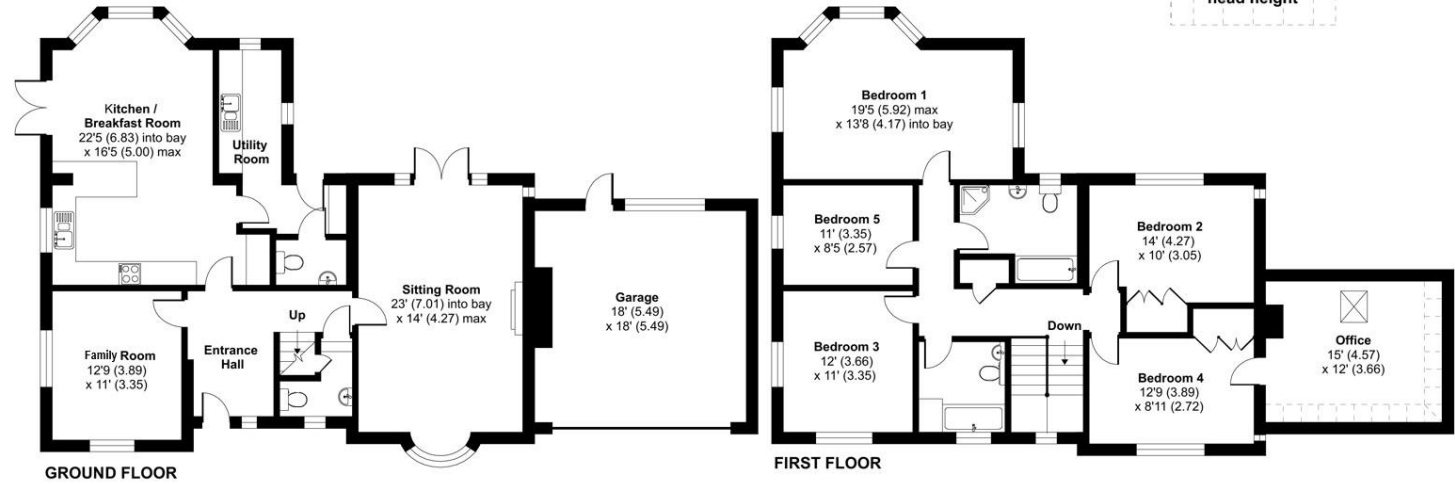 head height
Kitchen /
Breakfast Room
22'5 (6.83) into bay
x 16'5 (5.00) max
Utility
Room
Sitting Room
23' (7.01) into bay
x 14' (4.27) max
Garage
18' (5.49)
x 18' (5.49)
Family Room
12'9 (3.89)
x 11' (3.35)
Entrance
Hall
Up
GROUND FLOOR
Bedroom 1
19'5 (5.92) max
x 13'8 (4.17) into bay
Bedroom 5
11' (3.35)
x 8'5 (2.57)
Bedroom 2
14' (4.27)
x 10' (3.05)
Bedroom 3
12' (3.66)
x 11' (3.35)
Down
Bedroom 4
12'9 (3.89)
x 8'11 (2.72)
Office
15' (4.57)
x 12' (3.66)
FIRST FLOOR